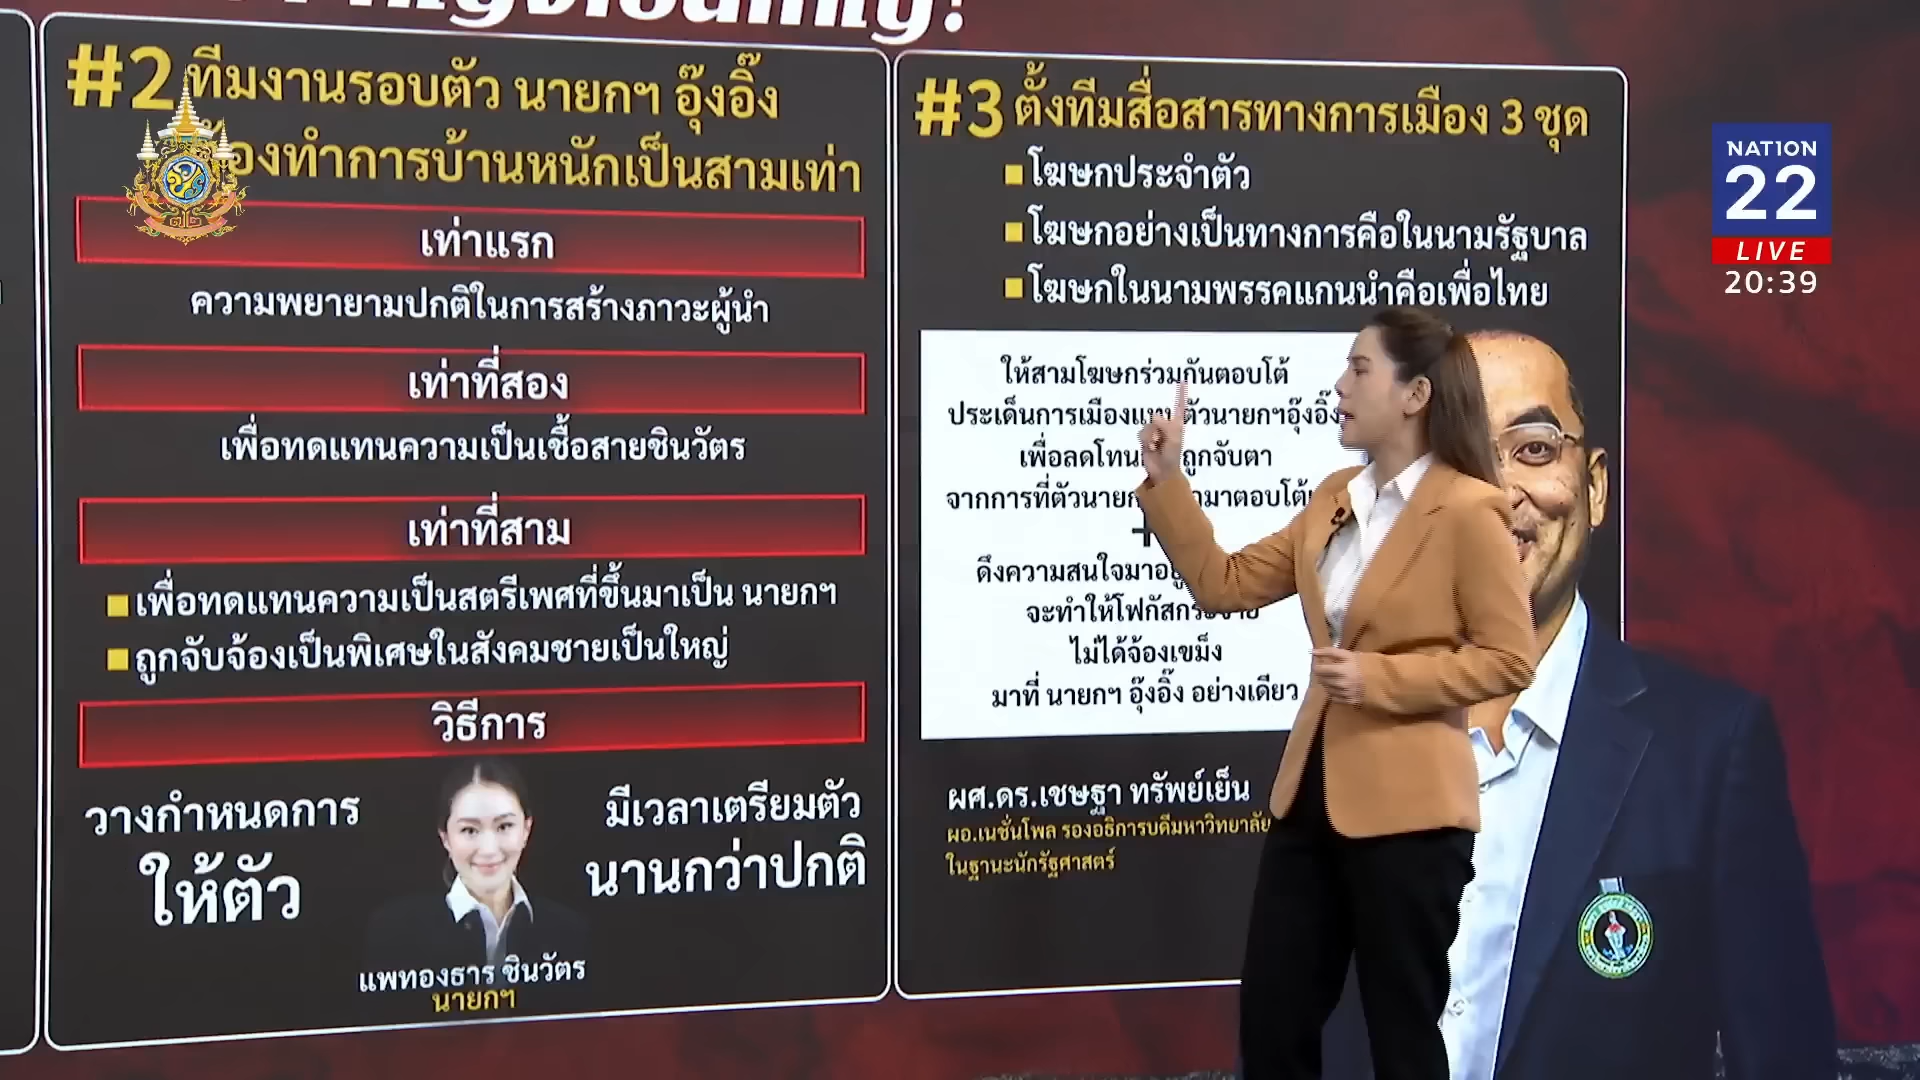 #2 ทีมงานรอบตัว นายกฯ อุ๊งอิ๊ง
ต้องทำการบ้านหนักเป็นสามเท่า
เท่าแรก
ความพยายามปกติในการสร้างภาวะผู้นำ
เท่าที่สอง
เพื่อทดแทนความเป็นเชื้อสายชินวัตร
เท่าที่สาม
เพื่อทดแทนความเป็นสตรีเพศที่ขึ้นมาเป็น นายกฯ
ถูกจับจ้องเป็นพิเศษในสังคมชายเป็นใหญ่
วิธีการ
วางกำหนดการ
ให้ตัว
มีเวลาเตรียมตัว
นานกว่าปกติ
แพทองธาร ชินวัตร
นายกฯ
#3 ตั้งทีมสื่อสารทางการเมือง 3 ชุด
โฆษกประจำตัว
โฆษกอย่างเป็นทางการคือในนามรัฐบาล
โฆษกในนามพรรคแกนนำคือเพื่อไทย
ให้สามโฆษกร่วมกันตอบโต้
ประเด็นการเมืองแทนตัวนายกฯอุ๊งอิ๊ง
เพื่อลดโทน ถูกจับตา
จากการที่ตัวนายก มาตอบโต้
+
ดึงความสนใจมาอยู่
จะทำให้โฟกัสกระจาย
ไม่ได้จ้องเขม็ง
มาที่ นายกฯ อุ๊งอิ๊ง อย่างเดียว
ผศ.ดร.เชษฐา ทรัพย์เย็น
ผอ.เนชั่นโพล รองอธิการบดีมหาวิทยาลัย
ในฐานะนักรัฐศาสตร์
NATION
22
LIVE
20:39